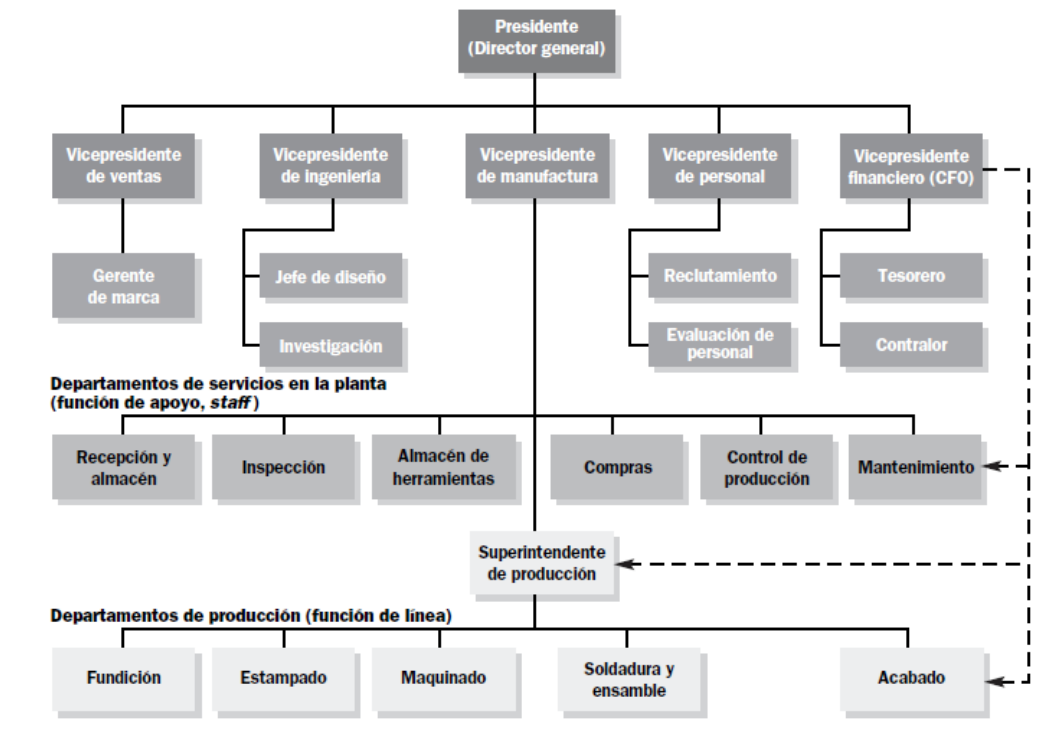 Presidente
(Director general)
Vicepresidente
de ventas
Vicepresidente
de ingeniería
Vicepresidente
de manufactura
Vicepresidente
de personal
Vicepresidente
financiero (CFO)
Gerente
de marca
Jefe de diseño
Reclutamiento
Tesorero
Investigación
Evaluación de
personal
Contralor
Departamentos de servicios en la planta
(función de apoyo, staff)
Recepción y
almacén
Inspección
Almacén de
herramientas
Compras
Control de
producción
Mantenimiento
Superintendente
de producción
Departamentos de producción (función de línea)
Fundición
Estampado
Maquinado
Soldadura y
ensamble
Acabado